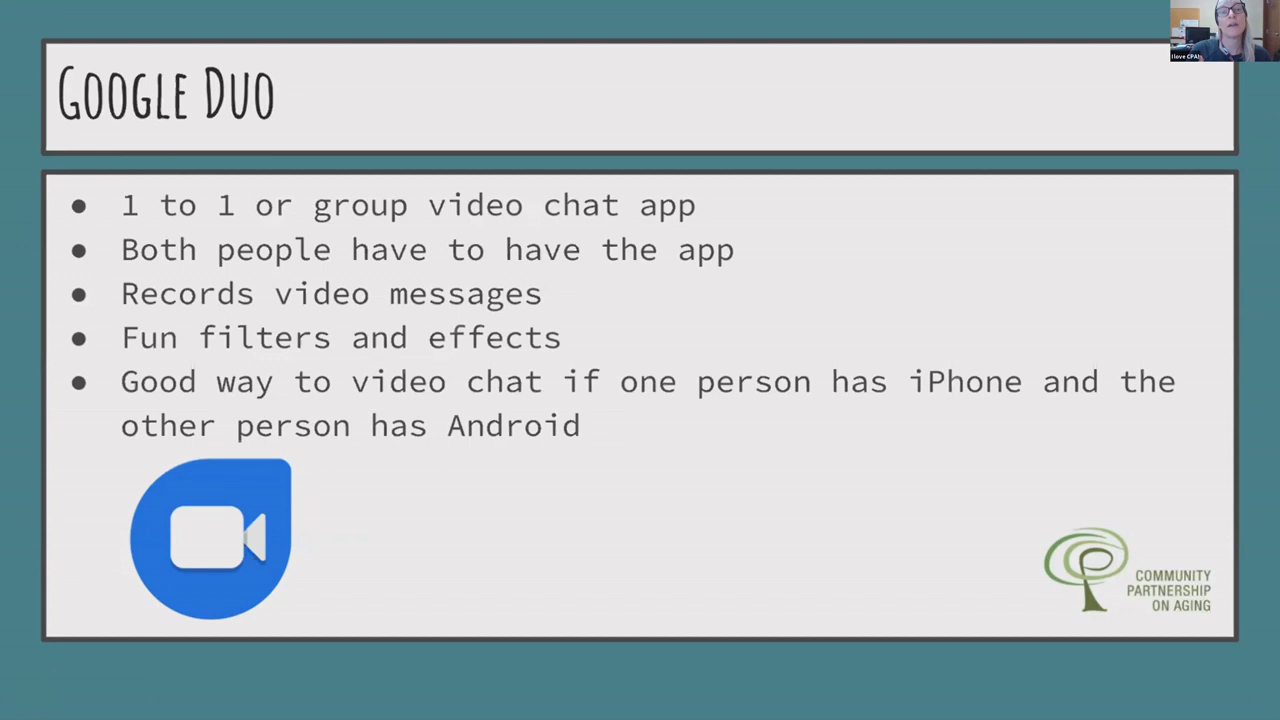 Google Duo
● 1 to 1 or group video chat app
● Both people have to have the app
● Records video messages
● Fun filters and effects
● Good way to video chat if one person has iPhone and the
other person has Android
COMMUNITY
PARTNERSHIP
ON AGING
I love CPA!